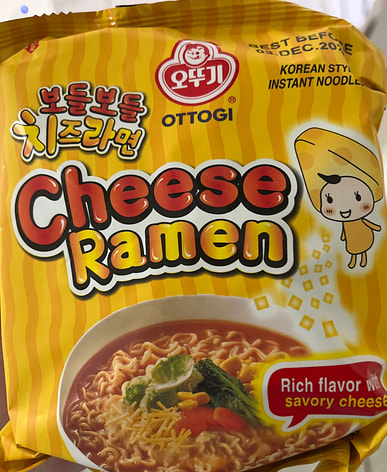 오뚜기
OTTOGI
®
BEST BEFORE
KOREAN STYLE
INSTANT NOODLE
보들보들
치즈라면
Cheese
Ramen
Rich flavor with
savory cheese